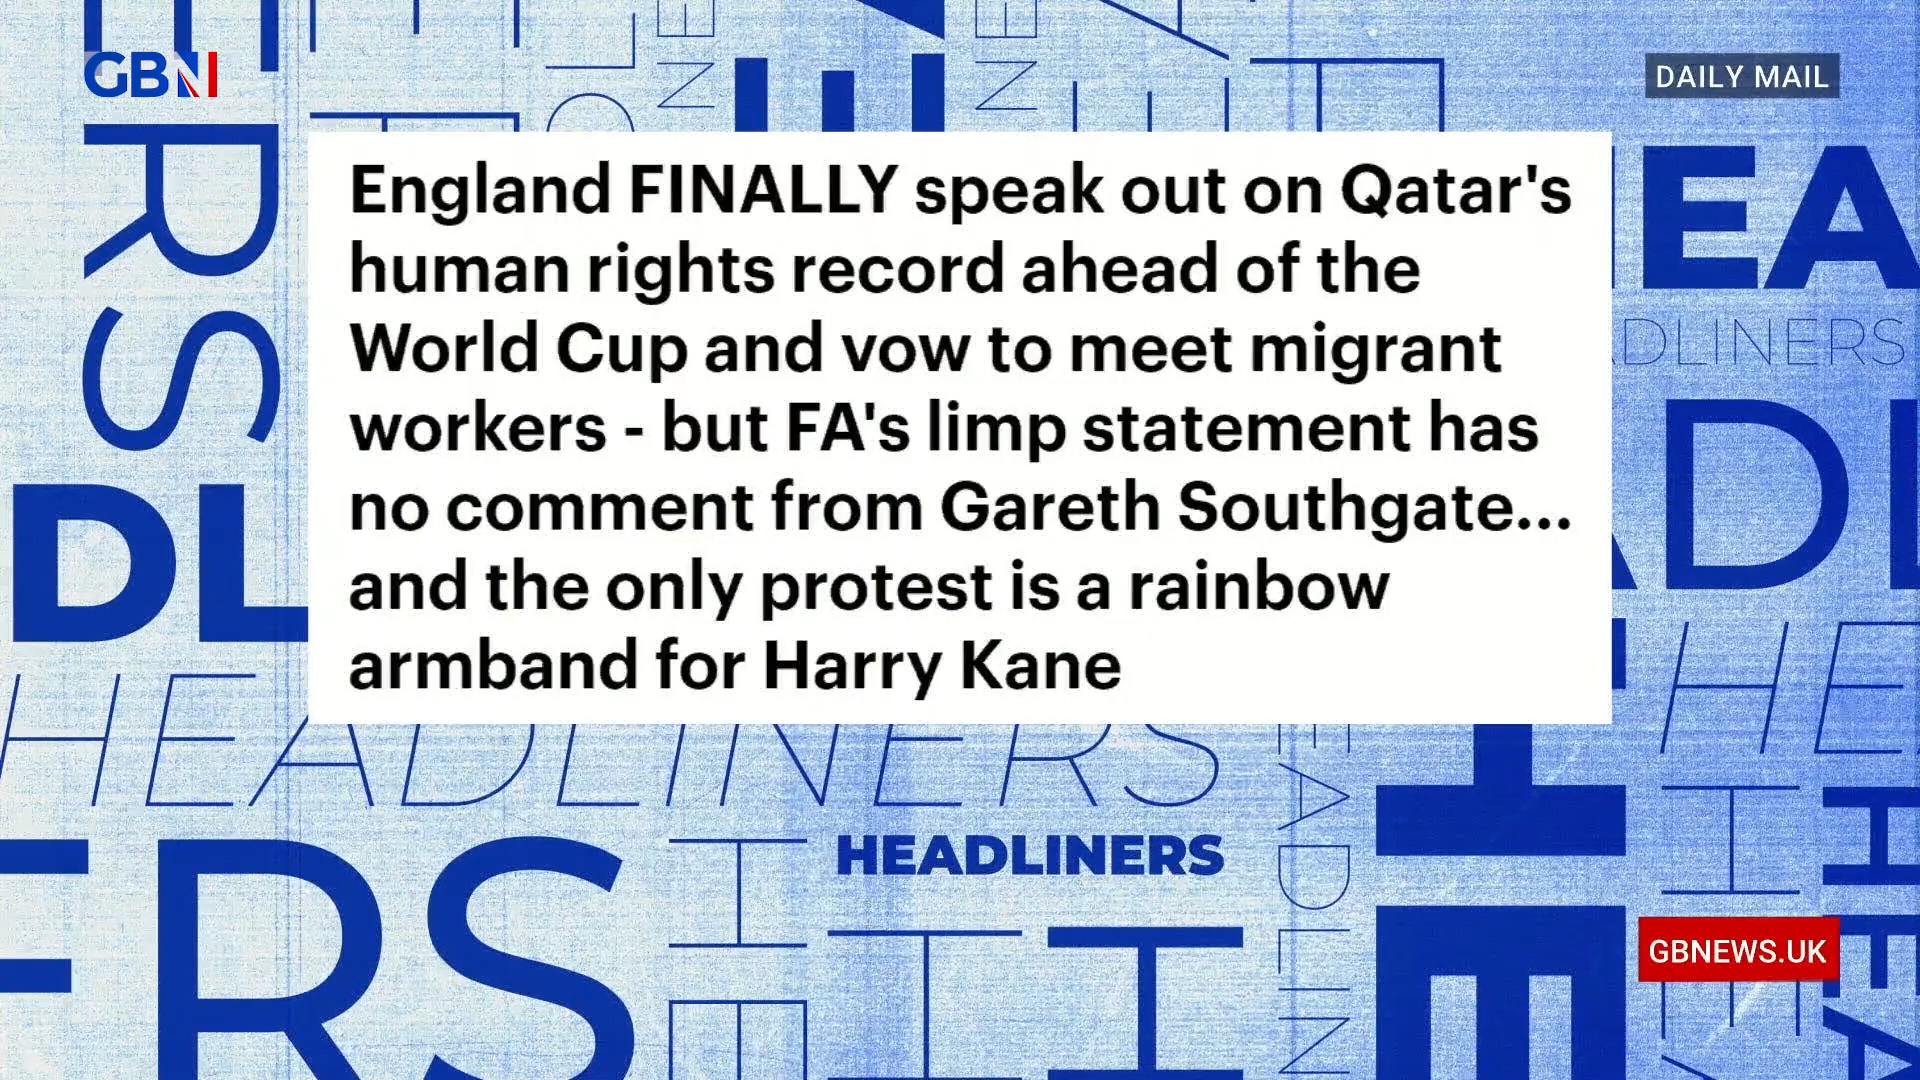 GBN
DAILY MAIL
England FINALLY speak out on Qatar's
human rights record ahead of the
World Cup and vow to meet migrant
workers - but FA's limp statement has
no comment from Gareth Southgate...
and the only protest is a rainbow
armband for Harry Kane
HEADLINERS
HEADLINERS
GBNEWS.UK